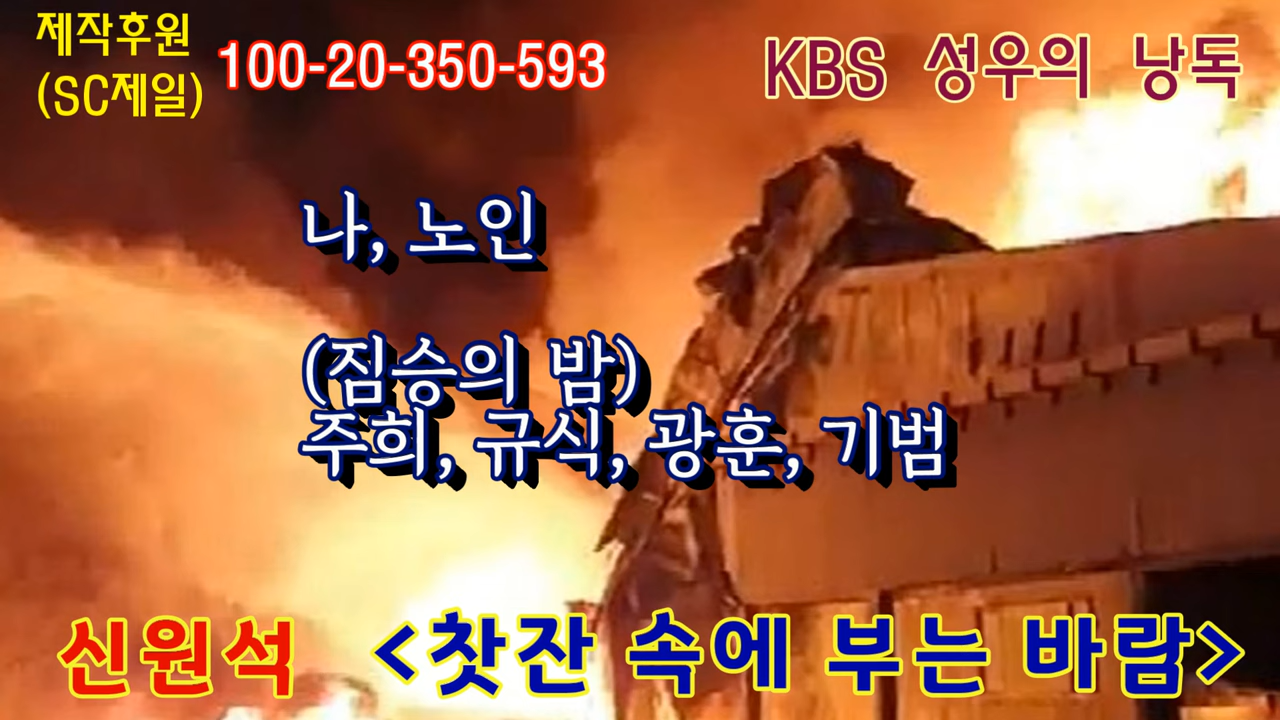 제작후원
(SC제일)
100-20-350-593
KBS 성우의 낭독
나, 노인
(짐승의 밤)
주희, 규식, 광훈, 기범
신원석 <찻잔 속에 부는 바람>